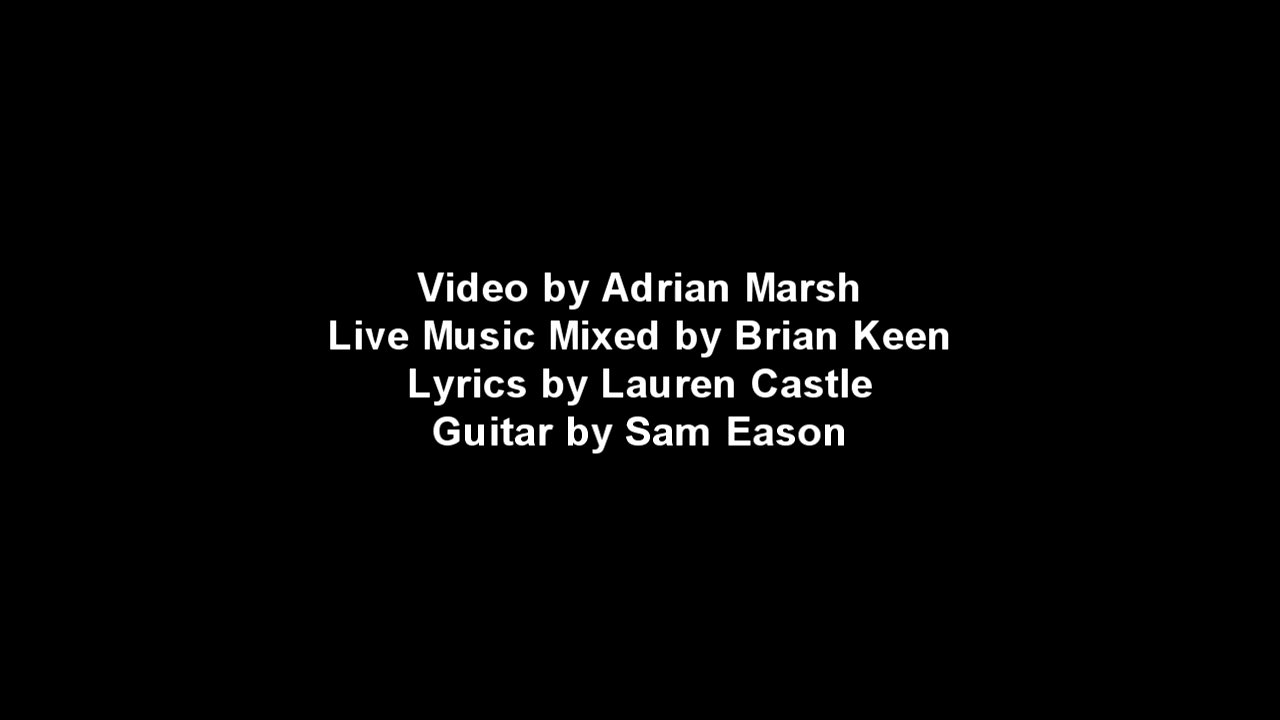 Video by Adrian Marsh
Live Music Mixed by Brian Keen
Lyrics by Lauren Castle
Guitar by Sam Eason